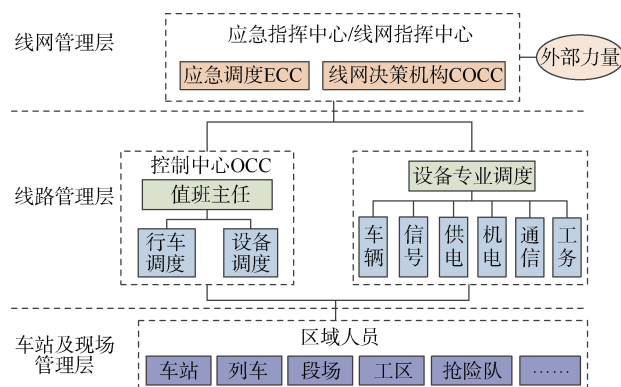 线网管理层
应急指挥中心/线网指挥中心
应急调度ECC
线网决策机构COCC
外部力量
线路管理层
控制中心OCC
值班主任
行车
调度
设备
调度
设备专业调度
车辆
信号
供电
机电
通信
工务
车站及现场
管理层
区域人员
车站
列车
段场
工区
抢险队
……